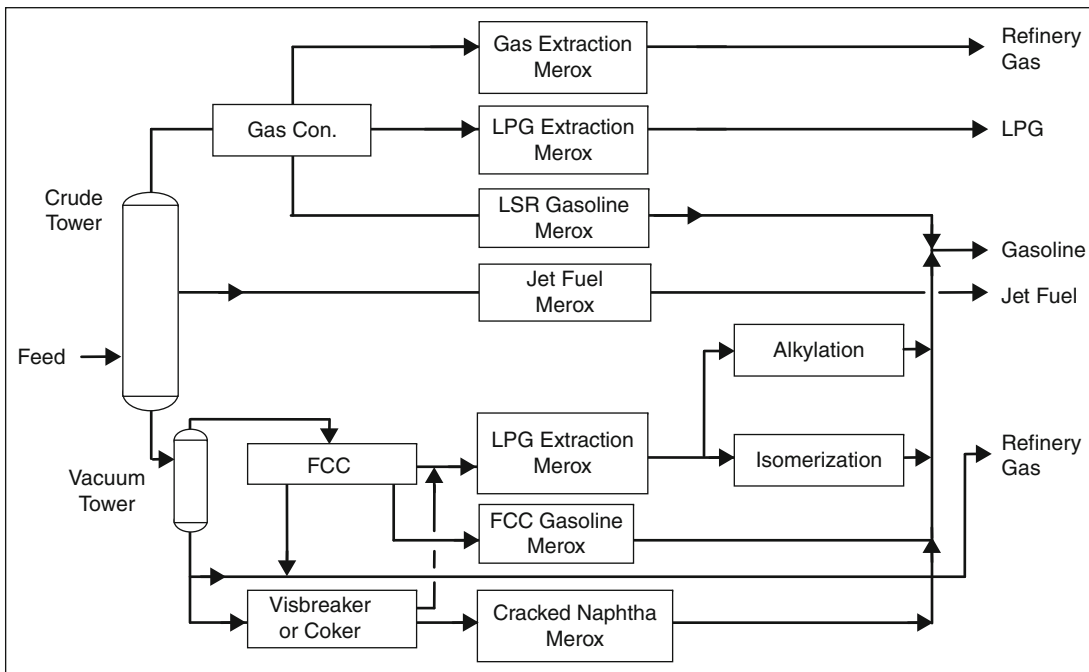 Gas Extraction
Merox
Refinery
Gas
Gas Con.
LPG Extraction
Merox
LPG
Crude
Tower
LSR Gasoline
Merox
Gasoline
Jet Fuel
Merox
Jet Fuel
Feed
Alkylation
LPG Extraction
Merox
Isomerization
Refinery
Gas
FCC
Vacuum
Tower
FCC Gasoline
Merox
Visbreaker
or Coker
Cracked Naphtha
Merox